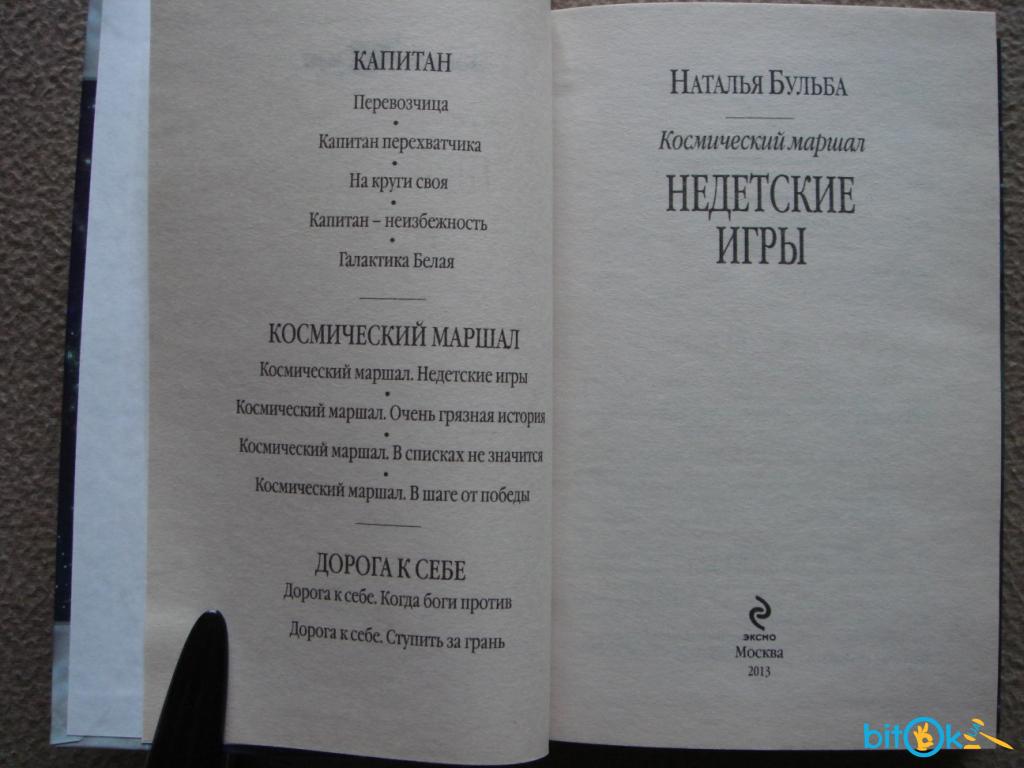 КАПИТАН
Перевозчица
•
Капитан перехватчика
•
На круги своя
•
Капитан – неизбежность
•
Галактика Белая
КОСМИЧЕСКИЙ МАРШАЛ
Космический маршал. Недетские игры
•
Космический маршал. Очень грязная история
•
Космический маршал. В списках не значится
•
Космический маршал. В шаге от победы
ДОРОГА К СЕБЕ
Дорога к себе. Когда боги против
Дорога к себе. Ступить за грань
НАТАЛЬЯ БУЛЬБА
Космический маршал
НЕДЕТСКИЕ
ИГРЫ
ЭКСМО
Москва
2013
bitok